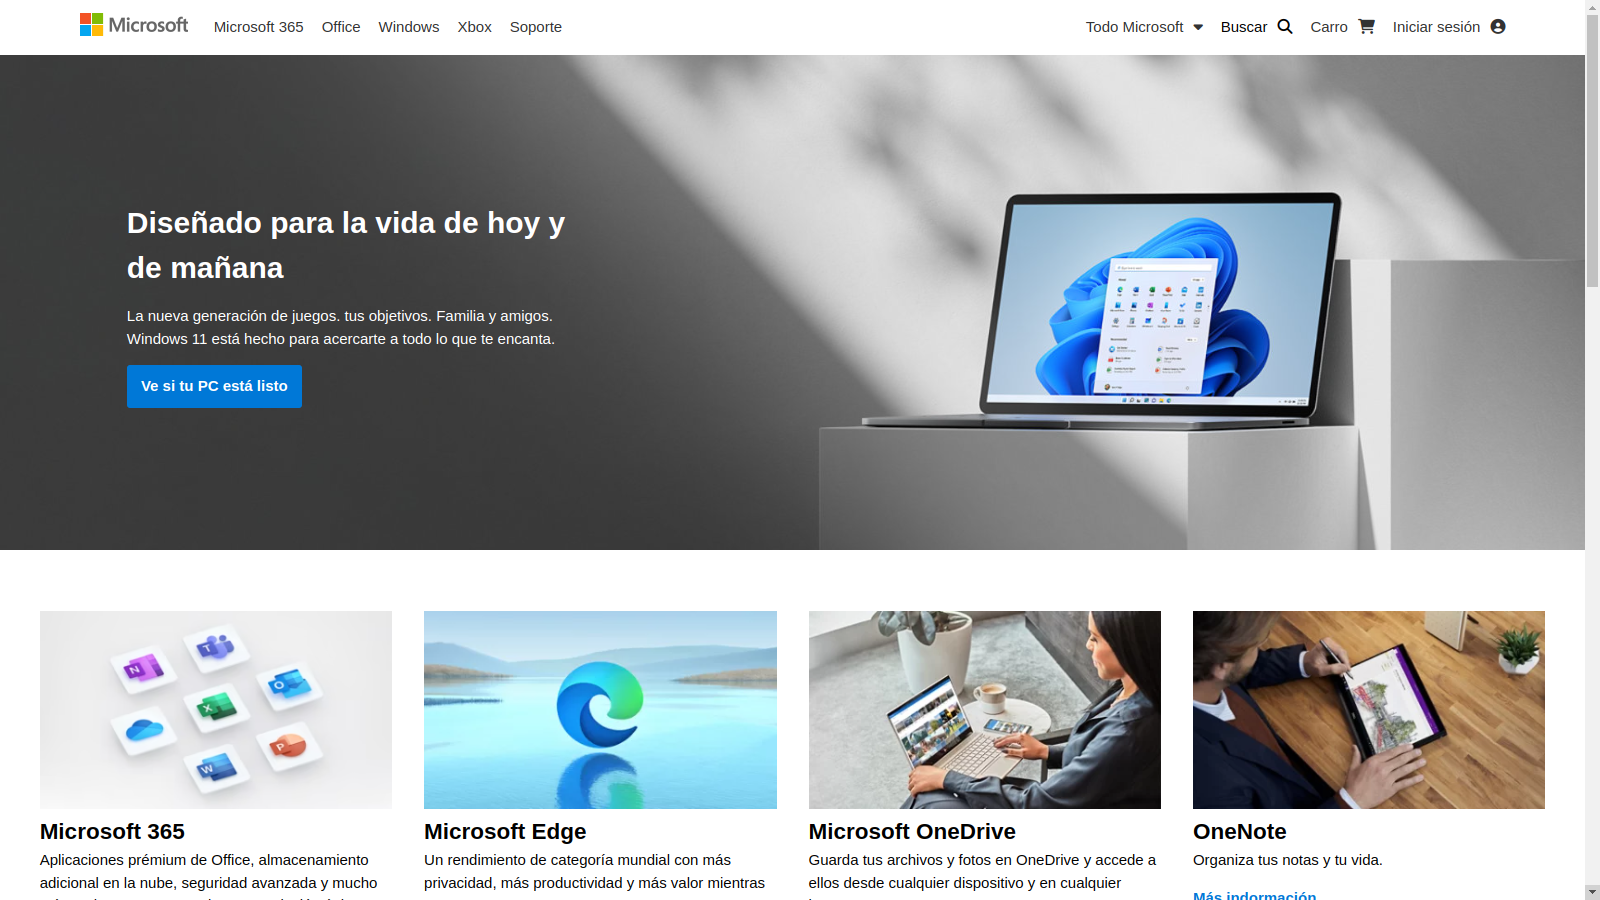 Microsoft
Microsoft 365
Office
Windows
Xbox
Soporte
Todo Microsoft
Buscar
Carro
Iniciar sesión
Diseñado para la vida de hoy y
de mañana
La nueva generación de juegos. tus objetivos. Familia y amigos.
Windows 11 está hecho para acercarte a todo lo que te encanta.
Ve si tu PC está listo
Microsoft 365
Aplicaciones prémium de Office, almacenamiento
adicional en la nube, seguridad avanzada y mucho
Microsoft Edge
Un rendimiento de categoría mundial con más
privacidad, más productividad y más valor mientras
Microsoft OneDrive
Guarda tus archivos y fotos en OneDrive y accede a
ellos desde cualquier dispositivo y en cualquier
OneNote
Organiza tus notas y tu vida.
Más indormación